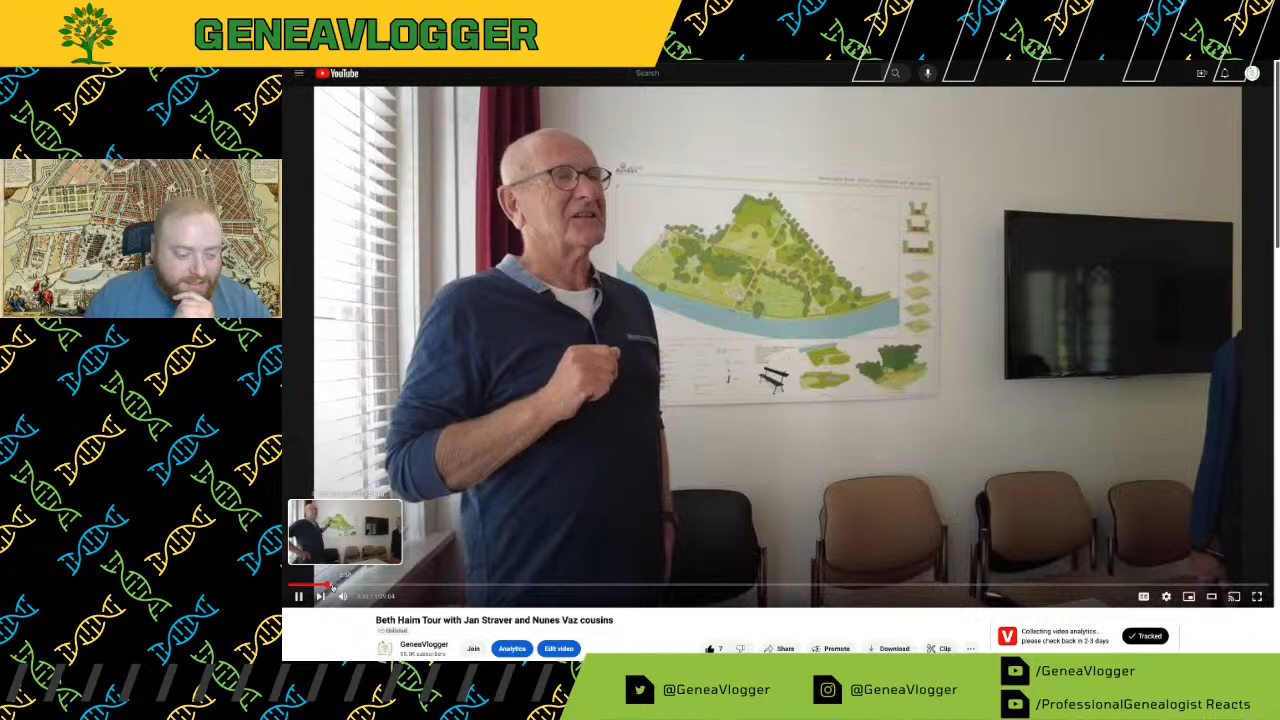 GENEAVLOGGER
YouTube
Search
Beth Haim Tour with Jan Straver and Nunes Vaz cousins
Unlisted
GeneaVlogger
Join
Analytics
Edit video
7
Share
Promote
Download
Clip
Collecting video analytics...
please check back in 2-3 days
Tracked
@GeneaVlogger
@GeneaVlogger
/GeneaVlogger
/ProfessionalGenealogist Reacts